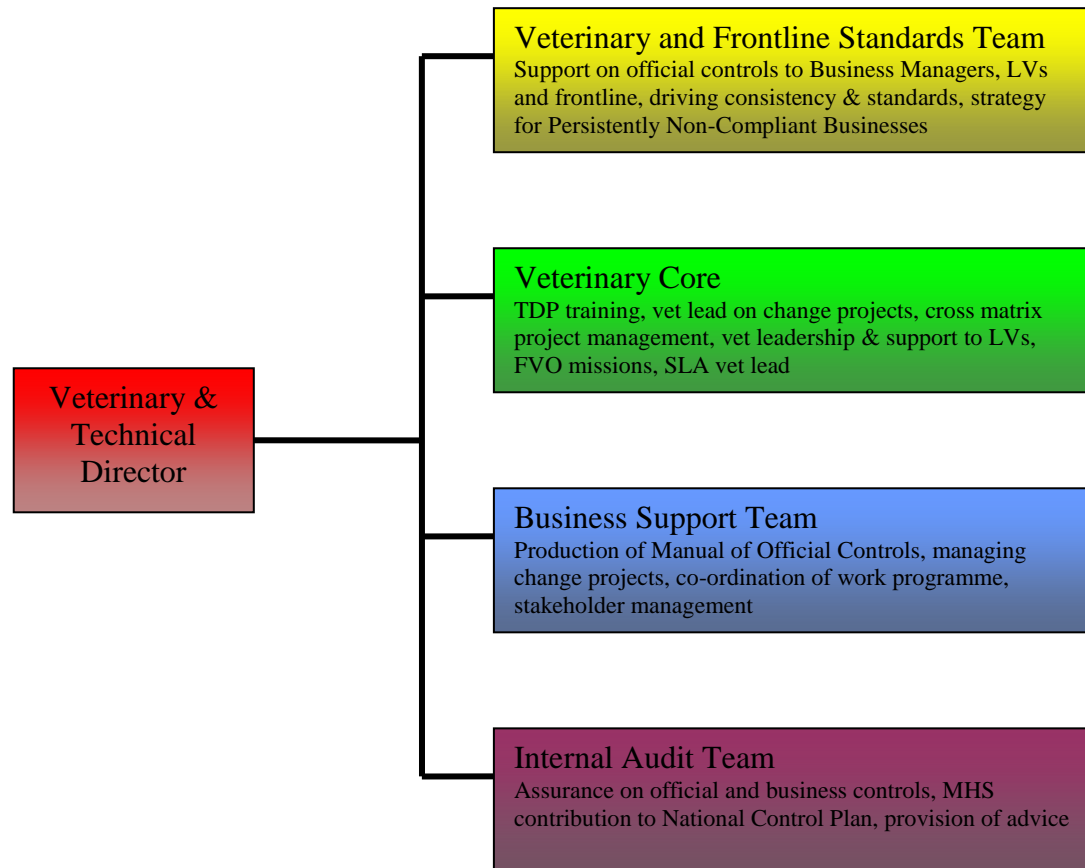 Veterinary and Frontline Standards Team
Support on official controls to Business Managers, LVs
and frontline, driving consistency & standards, strategy
for Persistently Non-Compliant Businesses
Veterinary Core
TDP training, vet lead on change projects, cross matrix
project management, vet leadership & support to LVs,
FVO missions, SLA vet lead
Veterinary &
Technical
Director
Business Support Team
Production of Manual of Official Controls, managing
change projects, co-ordination of work programme,
stakeholder management
Internal Audit Team
Assurance on official and business controls, MHS
contribution to National Control Plan, provision of advice